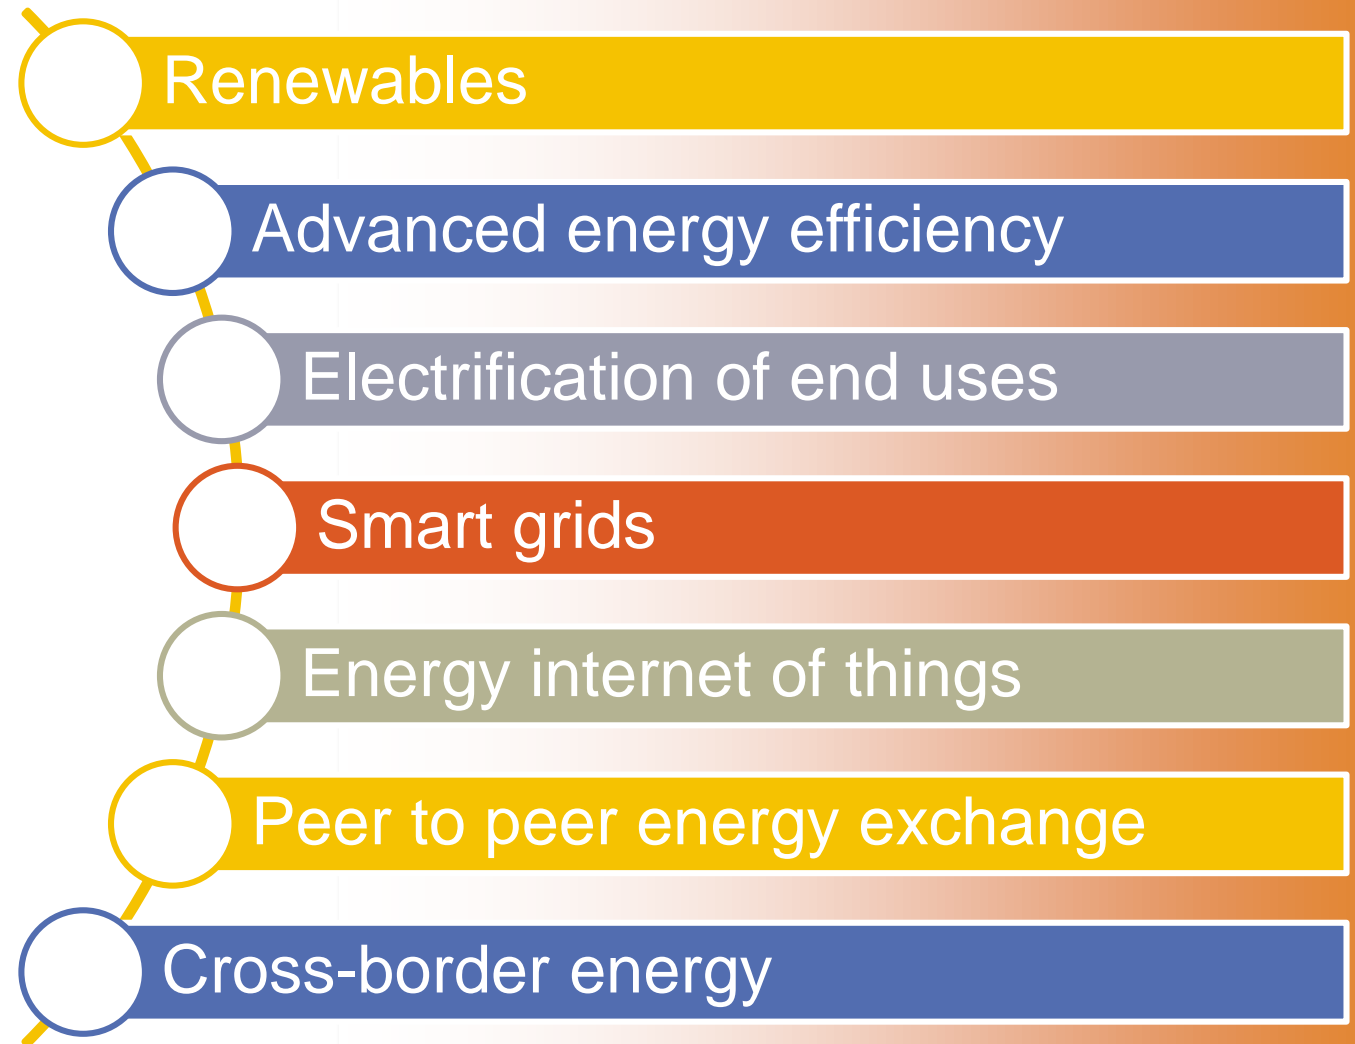 Renewables
Advanced energy efficiency
Electrification of end uses
Smart grids
Energy internet of things
Peer to peer energy exchange
Cross-border energy